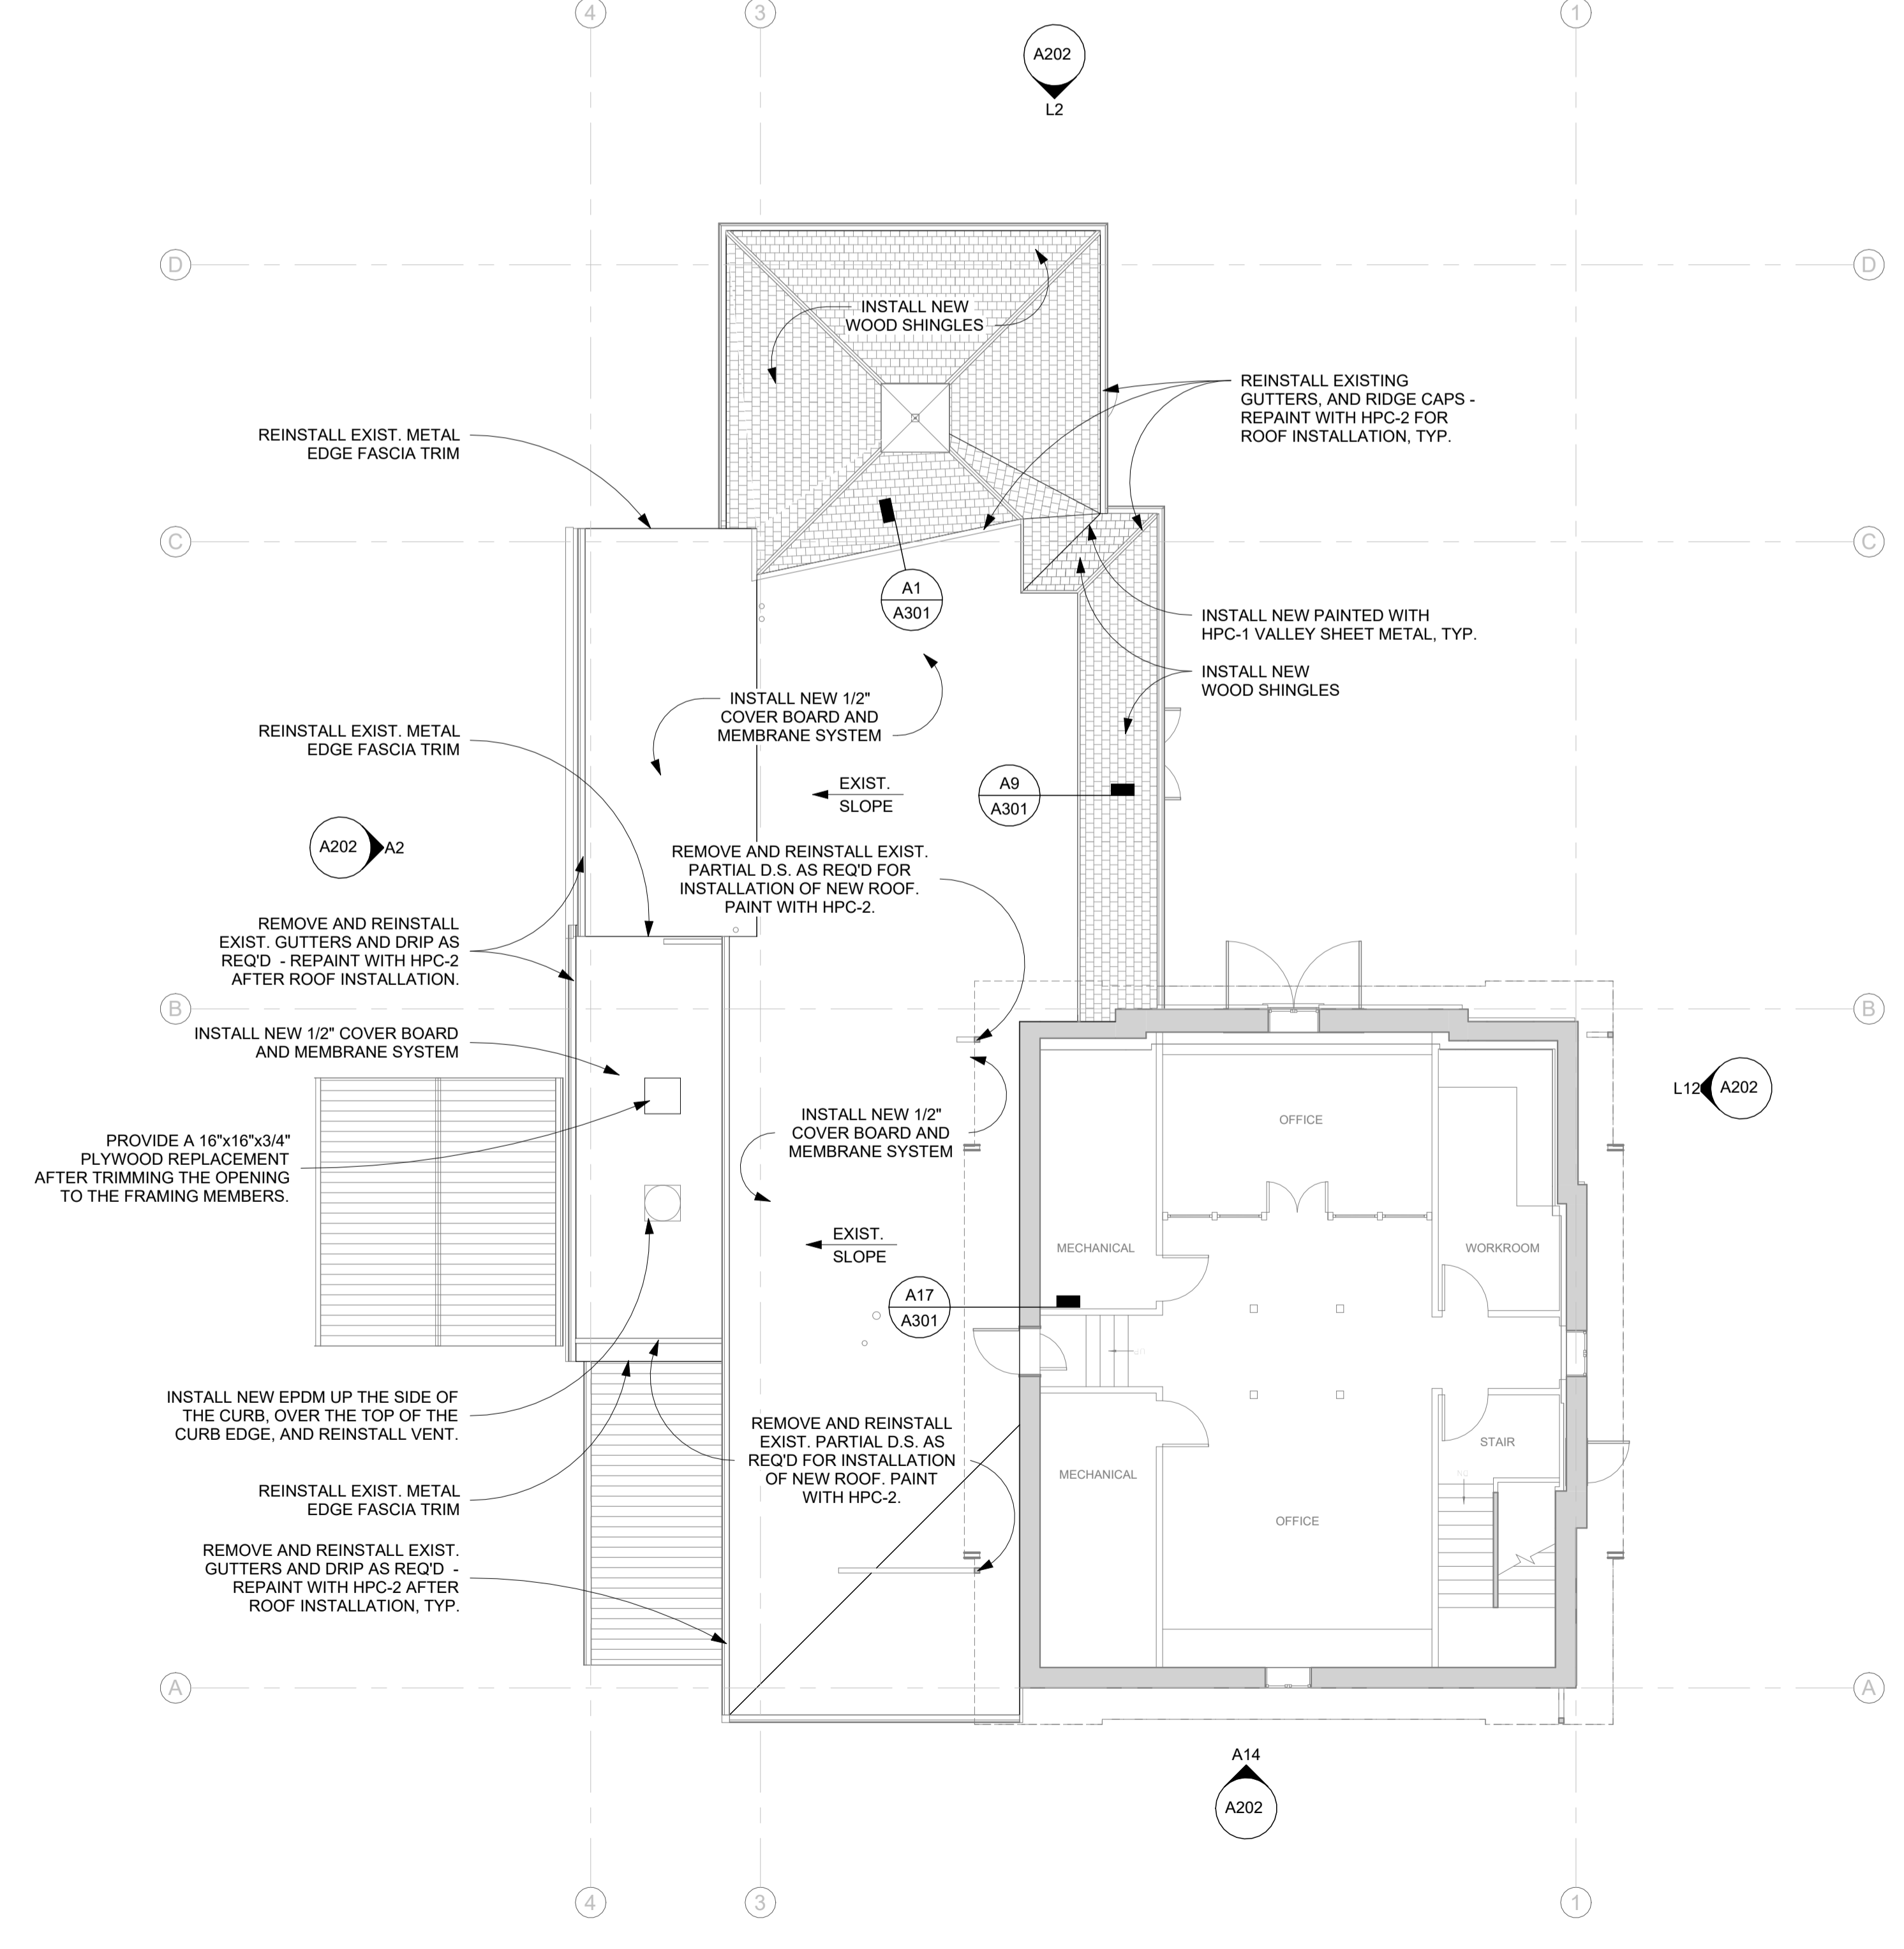 4
3
1
A202
L2
D
D
INSTALL NEW
WOOD SHINGLES
REINSTALL EXISTING
GUTTERS, AND RIDGE CAPS -
REPAINT WITH HPC-2 FOR
ROOF INSTALLATION, TYP.
REINSTALL EXIST. METAL
EDGE FASCIA TRIM
C
C
A1
A301
INSTALL NEW PAINTED WITH
HPC-1 VALLEY SHEET METAL, TYP.
INSTALL NEW
WOOD SHINGLES
INSTALL NEW 1/2"
COVER BOARD AND
MEMBRANE SYSTEM
REINSTALL EXIST. METAL
EDGE FASCIA TRIM
EXIST.
SLOPE
A9
A301
A202
A2
REMOVE AND REINSTALL EXIST.
PARTIAL D.S. AS REQ'D FOR
INSTALLATION OF NEW ROOF.
PAINT WITH HPC-2.
REMOVE AND REINSTALL
EXIST. GUTTERS AND DRIP AS
REQ'D - REPAINT WITH HPC-2
AFTER ROOF INSTALLATION.
B
B
INSTALL NEW 1/2" COVER BOARD
AND MEMBRANE SYSTEM
L12
A202
INSTALL NEW 1/2"
COVER BOARD AND
MEMBRANE SYSTEM
OFFICE
PROVIDE A 16"x16"x3/4"
PLYWOOD REPLACEMENT
AFTER TRIMMING THE OPENING
TO THE FRAMING MEMBERS.
EXIST.
SLOPE
MECHANICAL
WORKROOM
A17
A301
UP
INSTALL NEW EPDM UP THE SIDE OF
THE CURB, OVER THE TOP OF THE
CURB EDGE, AND REINSTALL VENT.
REMOVE AND REINSTALL
EXIST. PARTIAL D.S. AS
REQ'D FOR INSTALLATION
OF NEW ROOF. PAINT
WITH HPC-2.
STAIR
MECHANICAL
DN
REINSTALL EXIST. METAL
EDGE FASCIA TRIM
OFFICE
REMOVE AND REINSTALL EXIST.
GUTTERS AND DRIP AS REQ'D -
REPAINT WITH HPC-2 AFTER
ROOF INSTALLATION, TYP.
A
A
A14
A202
4
3
1